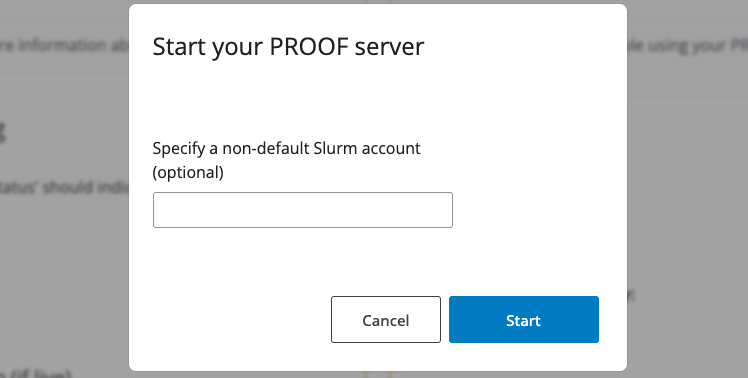 re information ab
ble using your PR
Start your PROOF server
Specify a non-default Slurm account
(optional)
tatus' should indic
Cancel
Start
(if live)